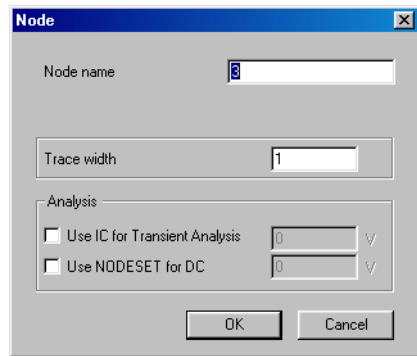 Node
Node name 3
Trace width 1
Analysis
Use IC for Transient Analysis 0 V
Use NODESET for DC 0 V
OK Cancel